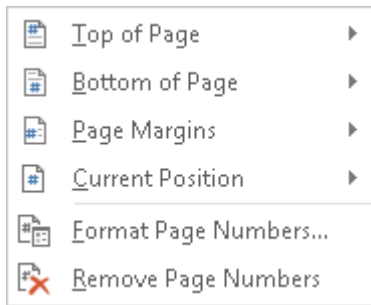 Top of Page
Bottom of Page
Page Margins
Current Position
Format Page Numbers...
Remove Page Numbers